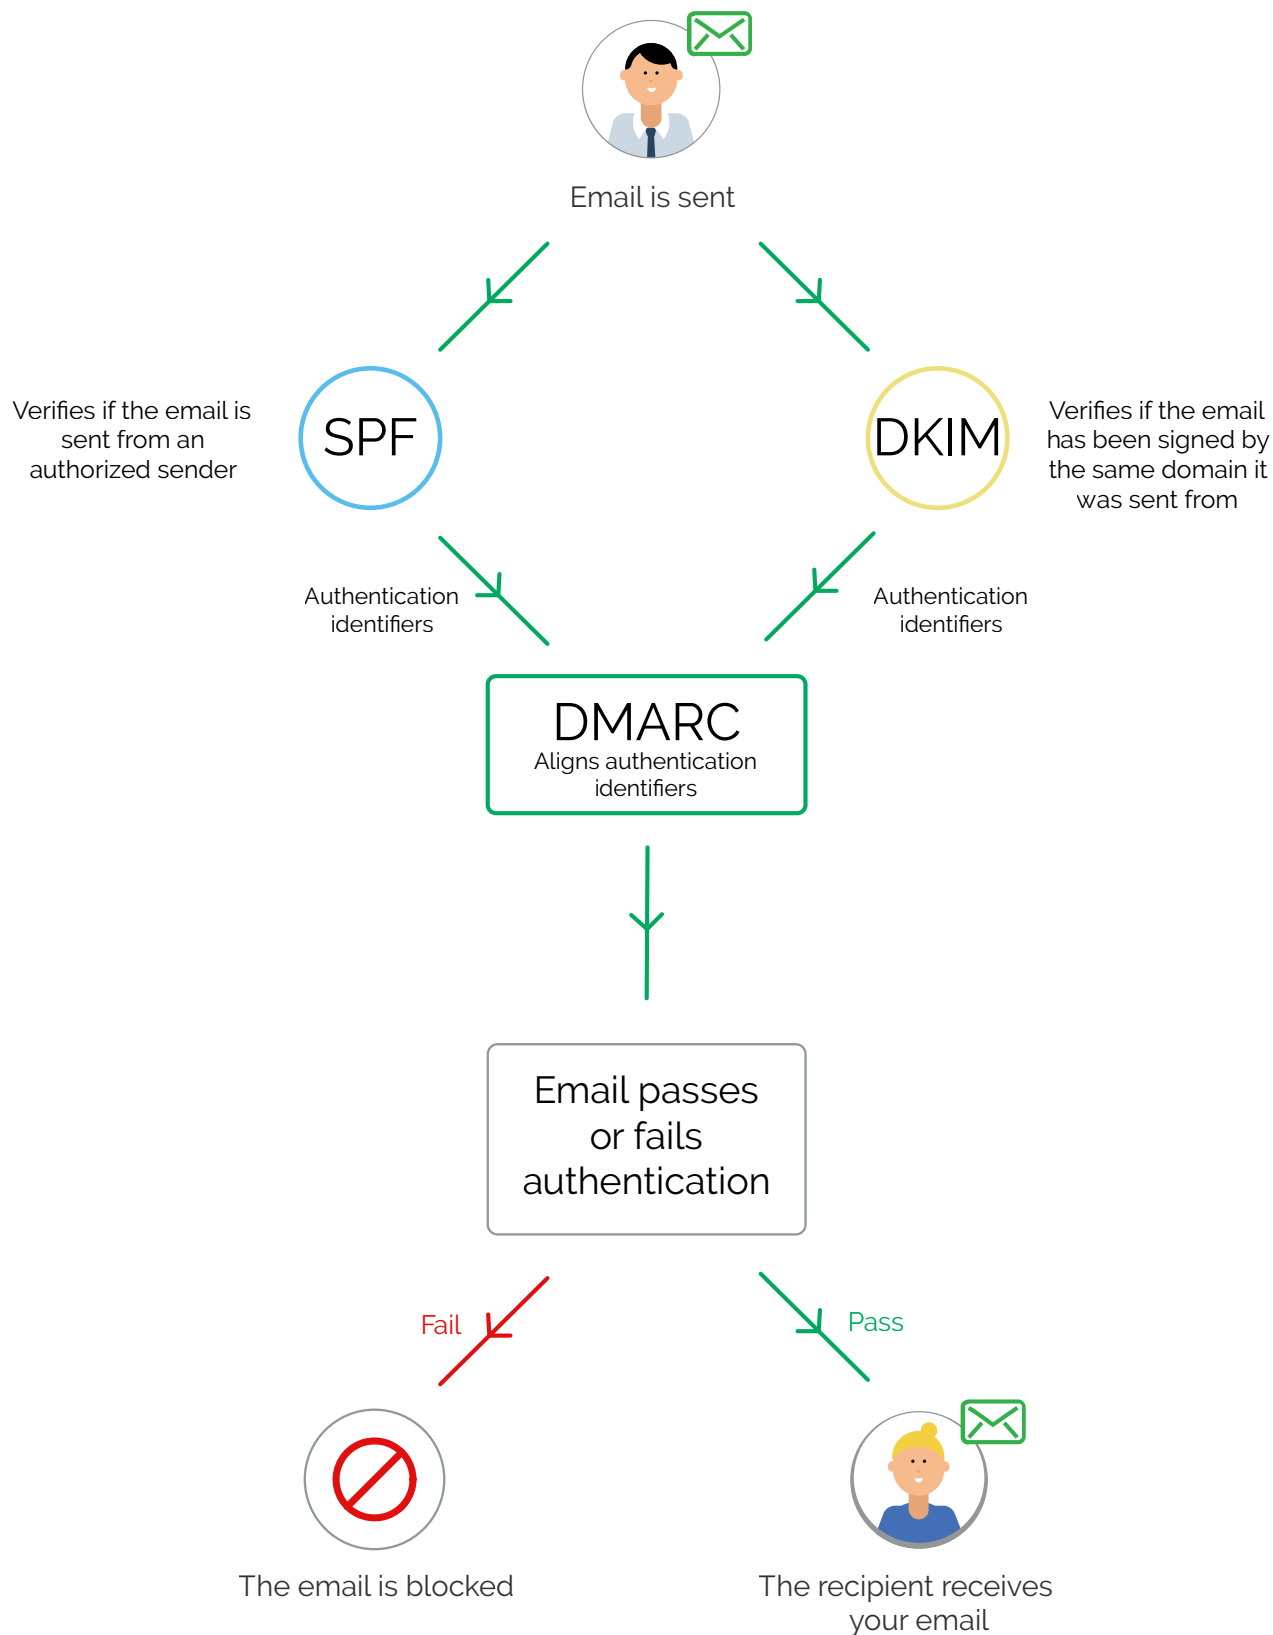 Email is sent
Verifies if the email is
sent from an
authorized sender
SPF
DKIM
Verifies if the email
has been signed by
the same domain it
was sent from
Authentication
identifiers
Authentication
identifiers
DMARC
Aligns authentication
identifiers
Email passes
or fails
authentication
Fail
Pass
The email is blocked
The recipient receives
your email